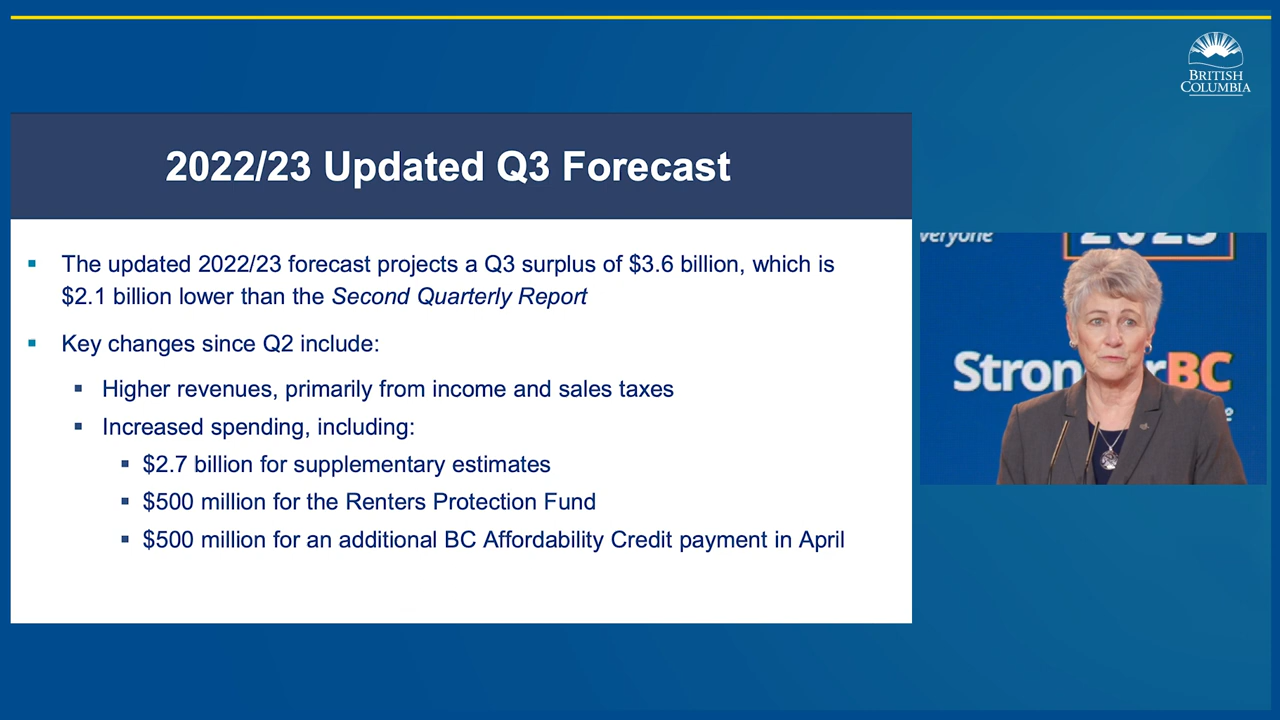 BRITISH
COLUMBIA
2022/23 Updated Q3 Forecast
The updated 2022/23 forecast projects a Q3 surplus of $3.6 billion, which is
$2.1 billion lower than the Second Quarterly Report
Key changes since Q2 include:
Higher revenues, primarily from income and sales taxes
Increased spending, including:
$2.7 billion for supplementary estimates
$500 million for the Renters Protection Fund
$500 million for an additional BC Affordability Credit payment in April
everyone
2023
StrongerBC